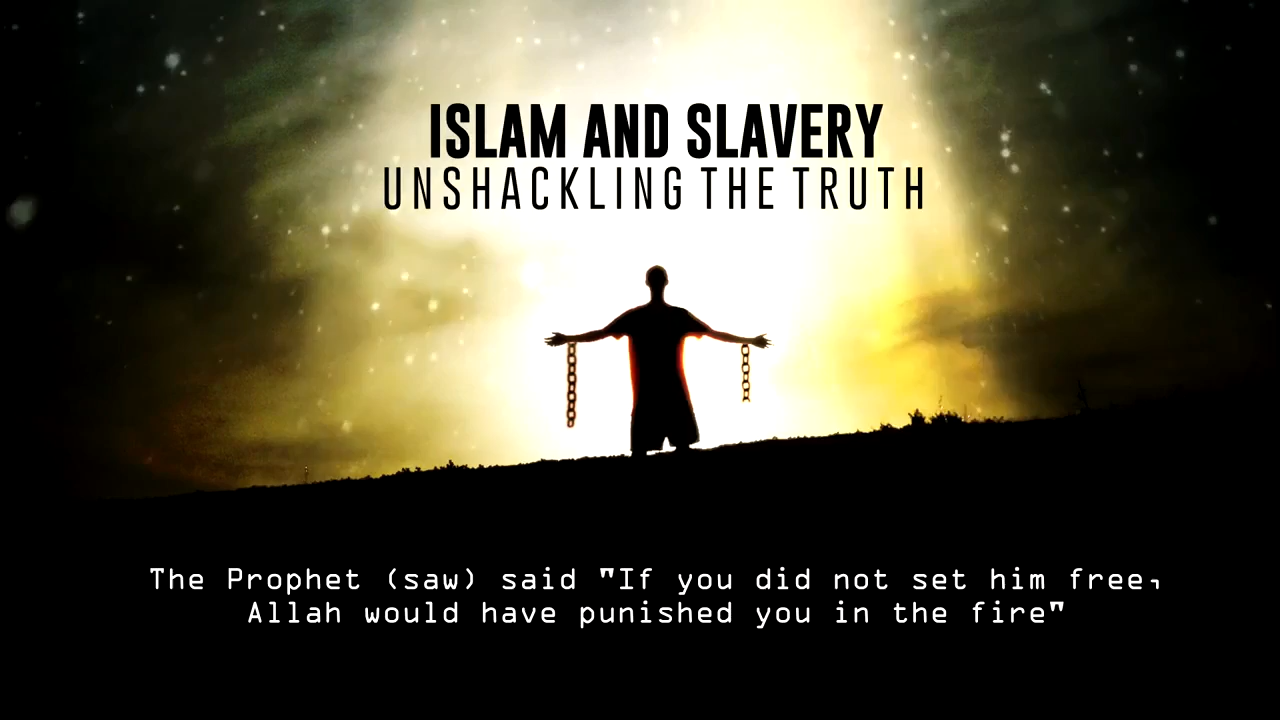 ISLAM AND SLAVERY
UNSHACKLING THE TRUTH
The Prophet (saw) said "If you did not set him free,
Allah would have punished you in the fire"